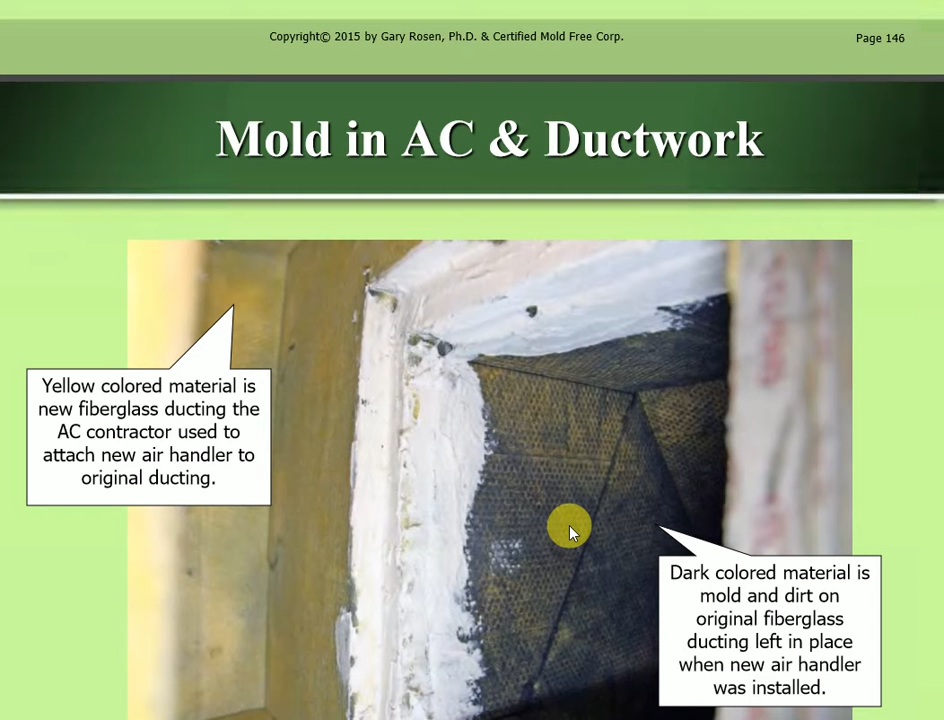 Copyright© 2015 by Gary Rosen, Ph.D. & Certified Mold Free Corp.
Page 146
Mold in AC & Ductwork
Yellow colored material is
new fiberglass ducting the
AC contractor used to
attach new air handler to
original ducting.
Dark colored material is
mold and dirt on
original fiberglass
ducting left in place
when new air handler
was installed.